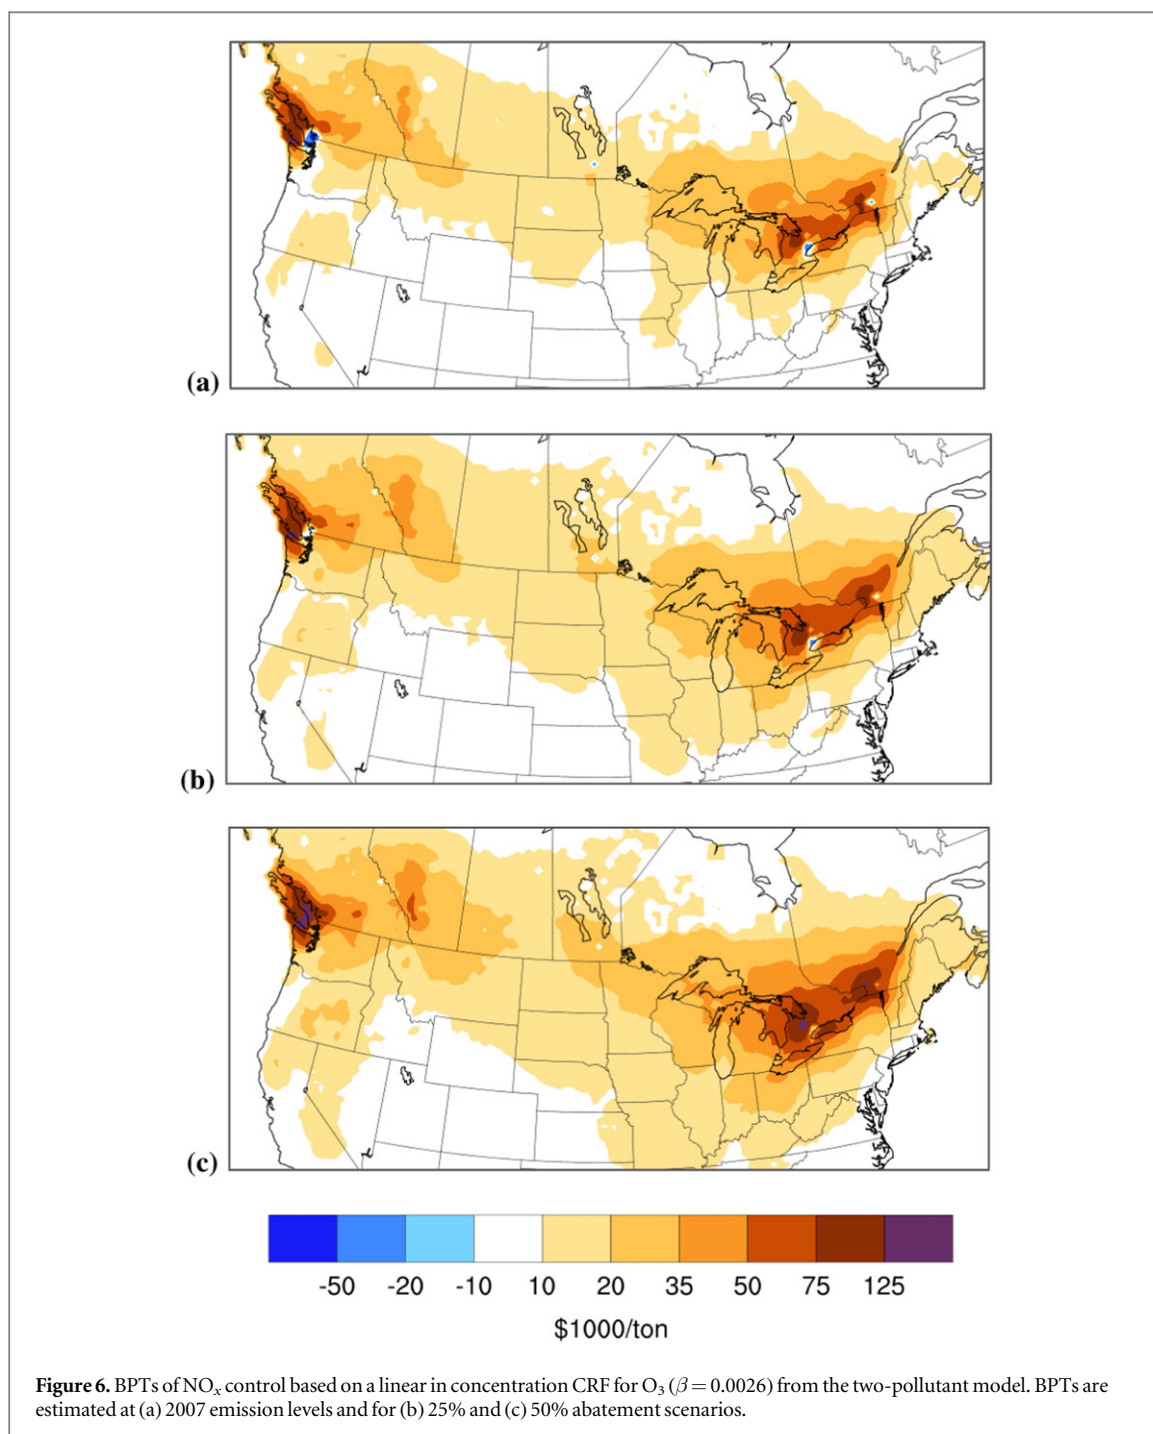 (a)
(b)
(c)
-50 -20 -10 10 20 35 50 75 125
$1000/ton
Figure 6. BPTs of NOx control based on a linear in concentration CRF for O3 (β = 0.0026) from the two-pollutant model. BPTs are
estimated at (a) 2007 emission levels and for (b) 25% and (c) 50% abatement scenarios.